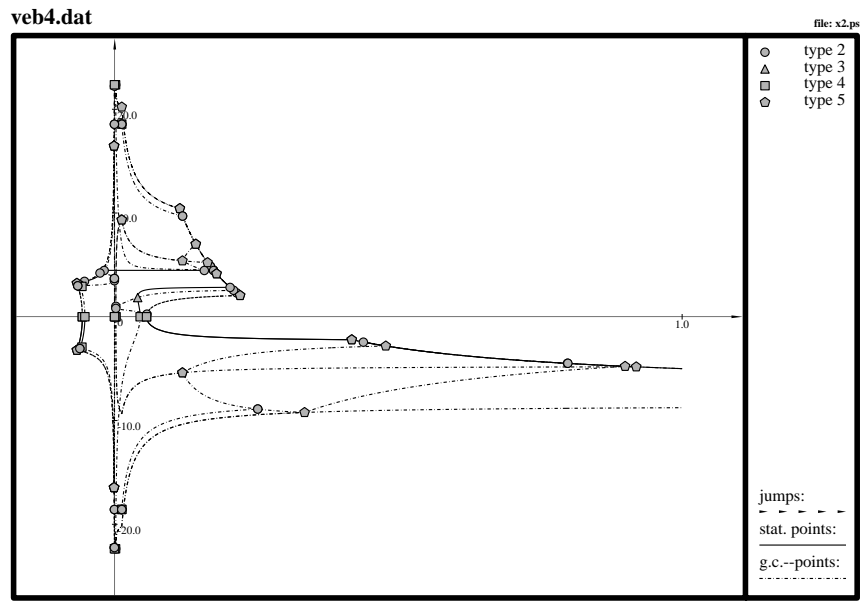 veb4.dat
file: x2.ps
type 2
type 3
type 4
type 5
20.0
10.0
0
1.0
-10.0
-20.0
jumps:
stat. points:
g.c.--points: